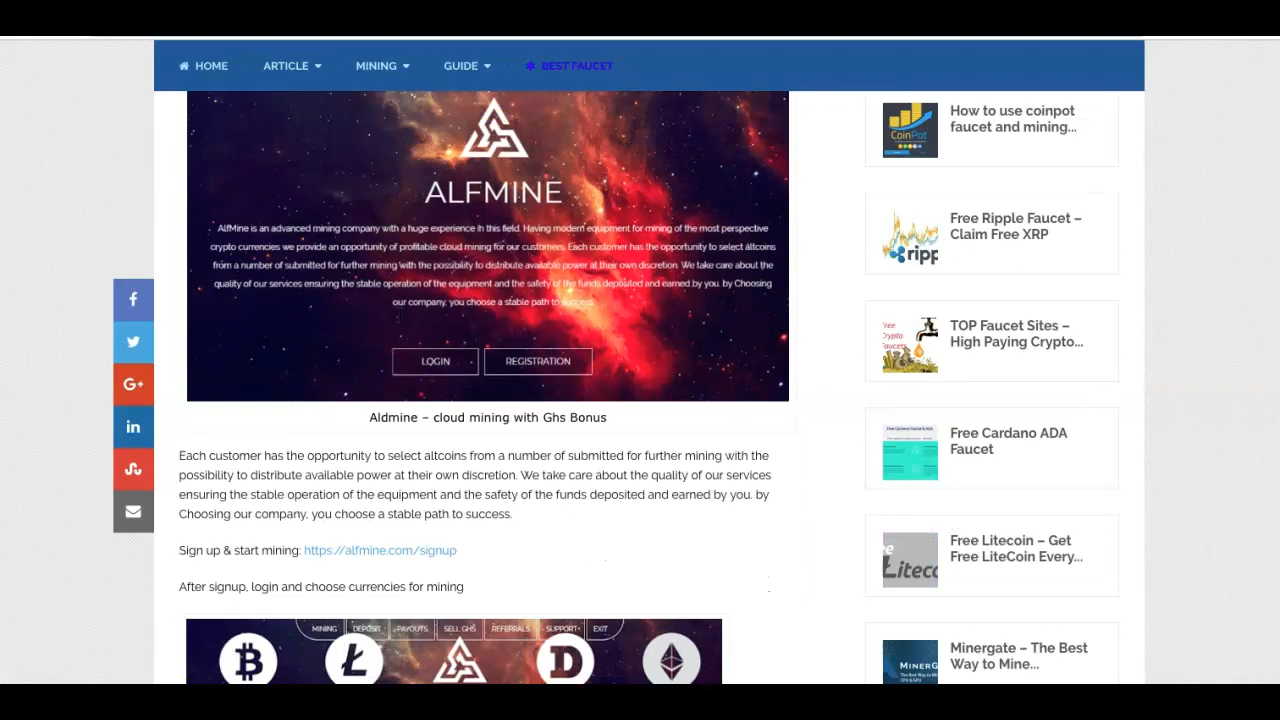 HOME ARTICLE MINING GUIDE BEST FAUCET
ALFMINE
AlfMine is an advanced mining company with a huge experience in this field. Having modern equipment for mining of the most perspective
crypto currencies we provide an opportunity of profitable cloud mining for our customers. Each customer has the opportunity to select altcoins
from a number of submitted for further mining with the possibility to distribute available power at their own discretion. We take care about the
quality of our services ensuring the stable operation of the equipment and the safety of the funds deposited and earned by you. by Choosing
our company, you choose a stable path to success.
LOGIN REGISTRATION
Aldmine – cloud mining with Ghs Bonus
Each customer has the opportunity to select altcoins from a number of submitted for further mining with the
possibility to distribute available power at their own discretion. We take care about the quality of our services
ensuring the stable operation of the equipment and the safety of the funds deposited and earned by you. by
Choosing our company, you choose a stable path to success.
Sign up & start mining: https://alfmine.com/signup
After signup, login and choose currencies for mining
MINING DEPOSIT PAYOUTS SELL GHS REFERRALS SUPPORT EXIT
CoinPot
How to use coinpot
faucet and mining...
ripp
Free Ripple Faucet –
Claim Free XRP
Free
Crypto
Faucets
TOP Faucet Sites –
High Paying Crypto...
Free Cardano ADA
Faucet
Free Litecoin – Get
Free LiteCoin Every...
MINERG
Minergate – The Best
Way to Mine...